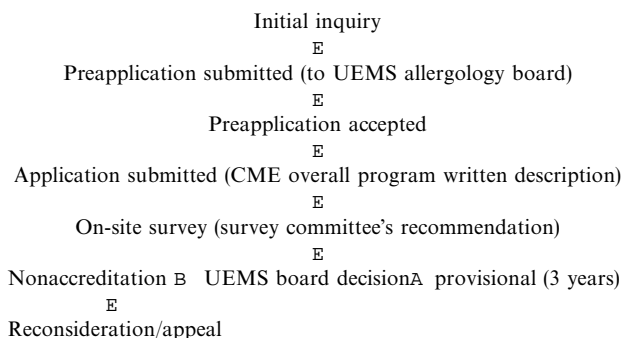 Initial inquiry
E
Preapplication submitted (to UEMS allergology board)
E
Preapplication accepted
E
Application submitted (CME overall program written description)
E
On-site survey (survey committee's recommendation)
E
Nonaccreditation B UEMS board decisionA provisional (3 years)
E
Reconsideration/appeal